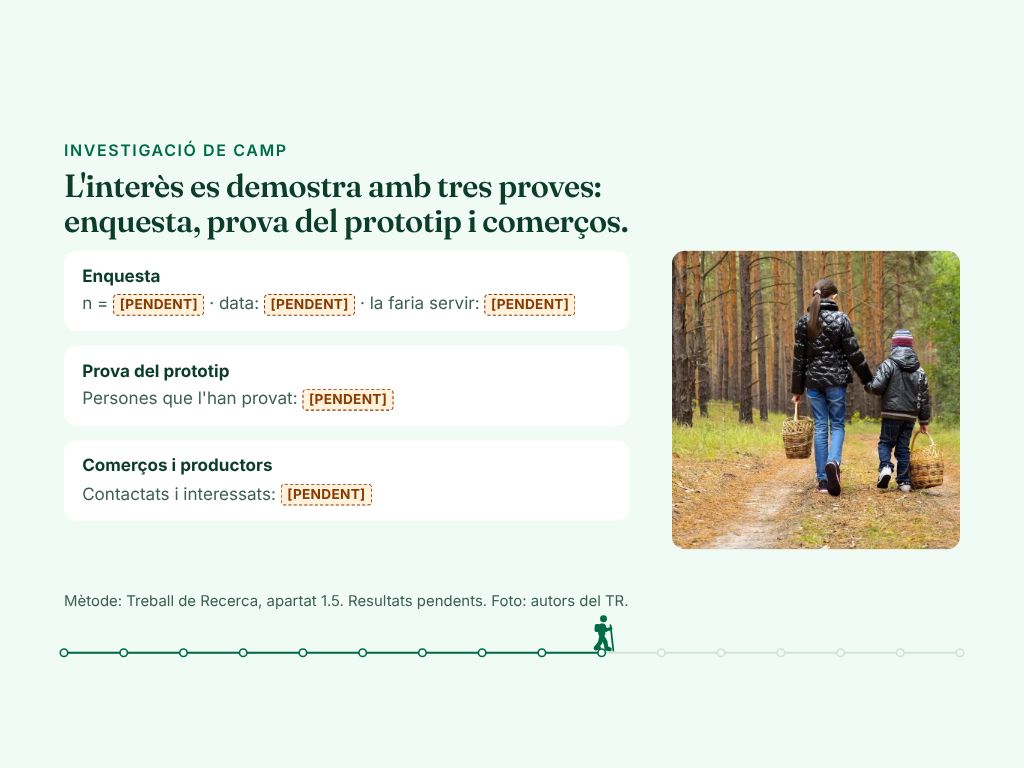 INVESTIGACIÓ DE CAMP
L'interès es demostra amb tres proves:
enquesta, prova del prototip i comerços.
Enquesta
n = [PENDENT] · data: [PENDENT] · la faria servir: [PENDENT]
Prova del prototip
Persones que l'han provat: [PENDENT]
Comerços i productors
Contactats i interessats: [PENDENT]
Mètode: Treball de Recerca, apartat 1.5. Resultats pendents. Foto: autors del TR.